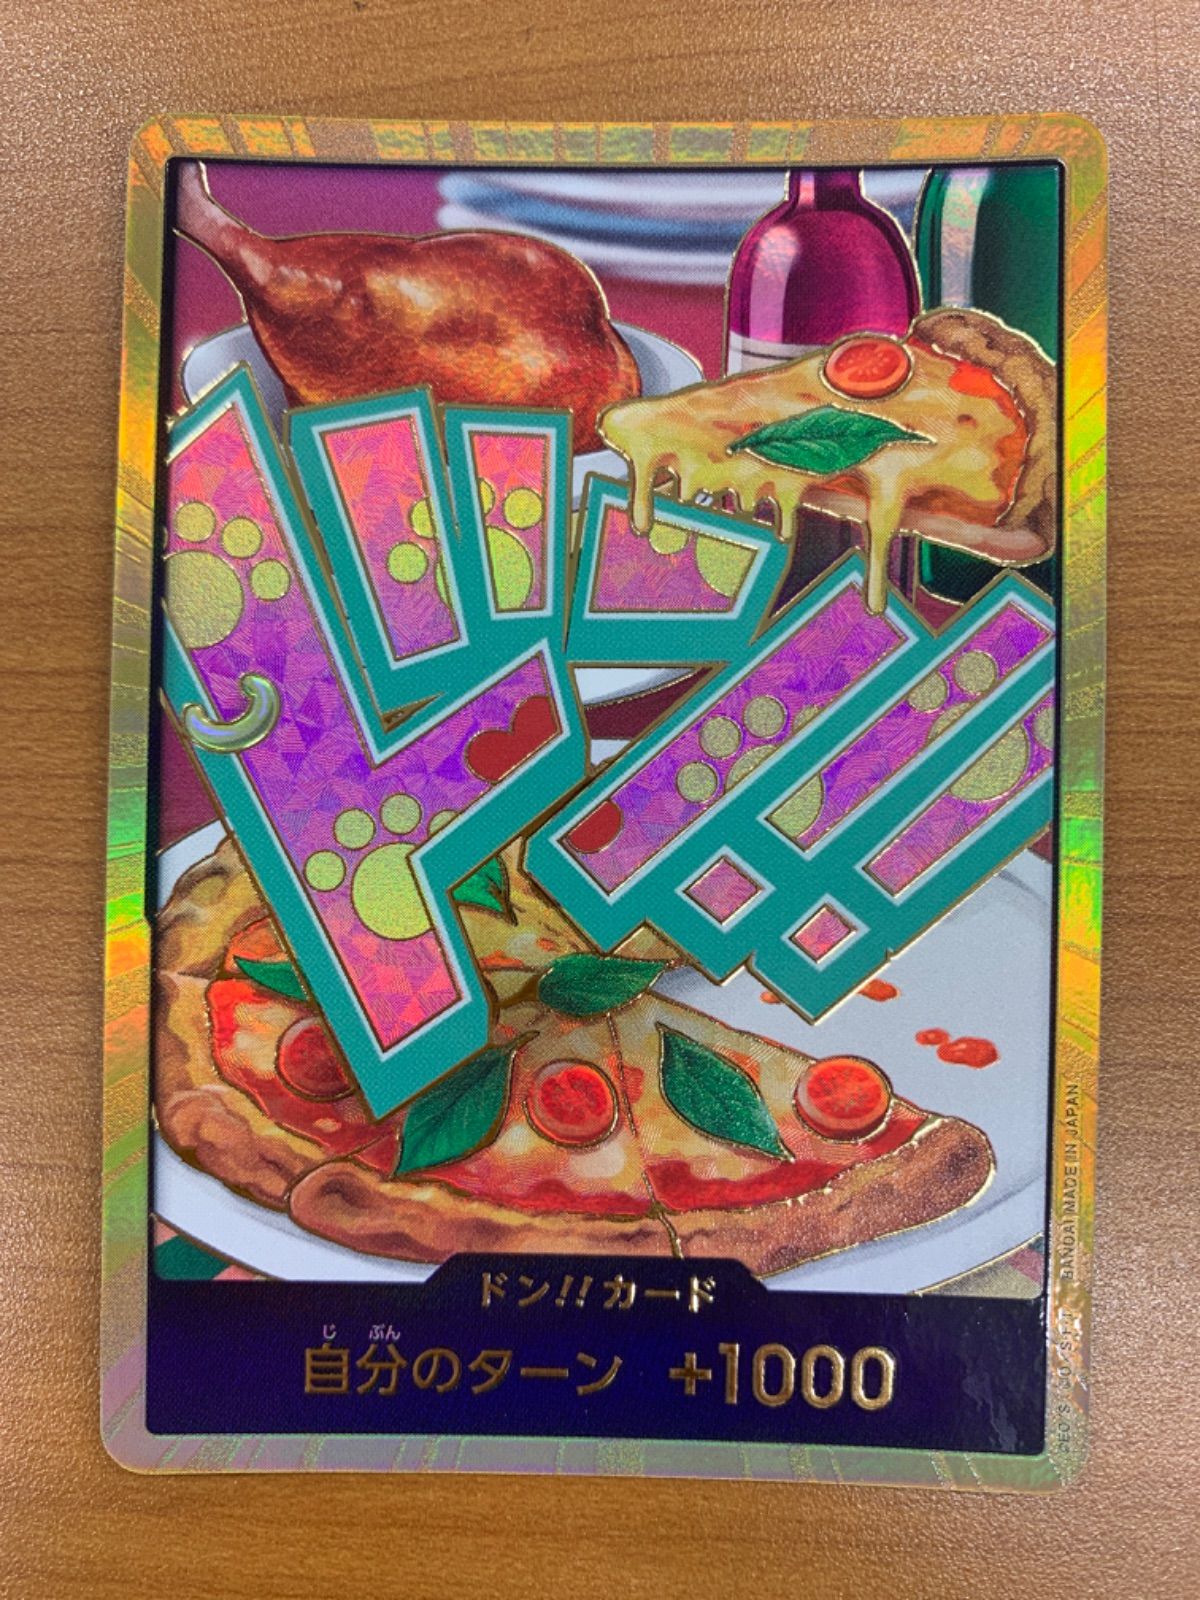 ドン!!
ドン!!カード
じ ぶん
自分のターン +1000
BANDAI MADE IN JAPAN